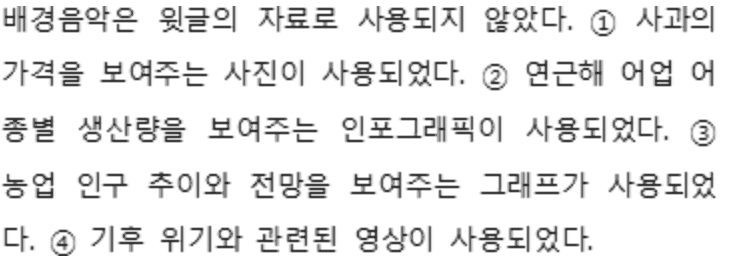 배경음악은 윗글의 자료로 사용되지 않았다. ① 사과의
가격을 보여주는 사진이 사용되었다. ② 연근해 어업 어
종별 생산량을 보여주는 인포그래픽이 사용되었다. ③
농업 인구 추이와 전망을 보여주는 그래프가 사용되었
다. ④ 기후 위기와 관련된 영상이 사용되었다.